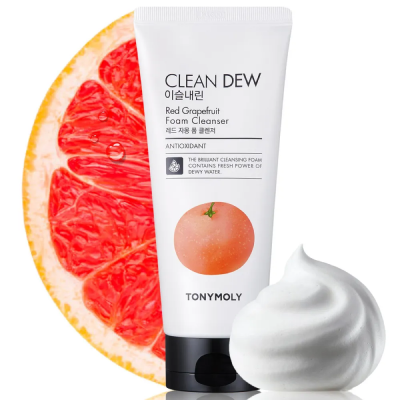 CLEAN DEW
이슬내린
Red Grapefruit
Foam Cleanser
레드 자몽 폼 클렌저
ANTIOXIDANT
THE BRILLIANT CLEANSING FOAM
CONTAINS FRESH POWER OF
DEWY WATER.
TONYMOLY